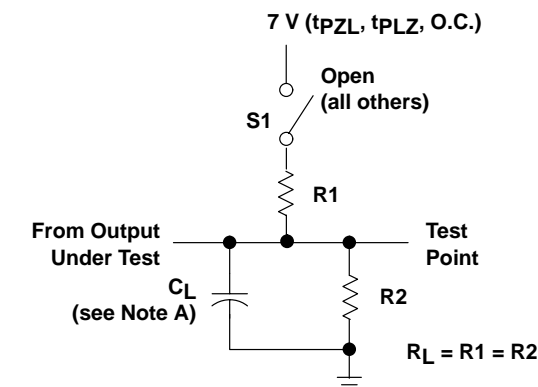 7 V (tPZL, tPLZ, O.C.)
Open
(all others)
S1
R1
From Output
Under Test
Test
Point
CL
(see Note A)
R2
RL = R1 = R2